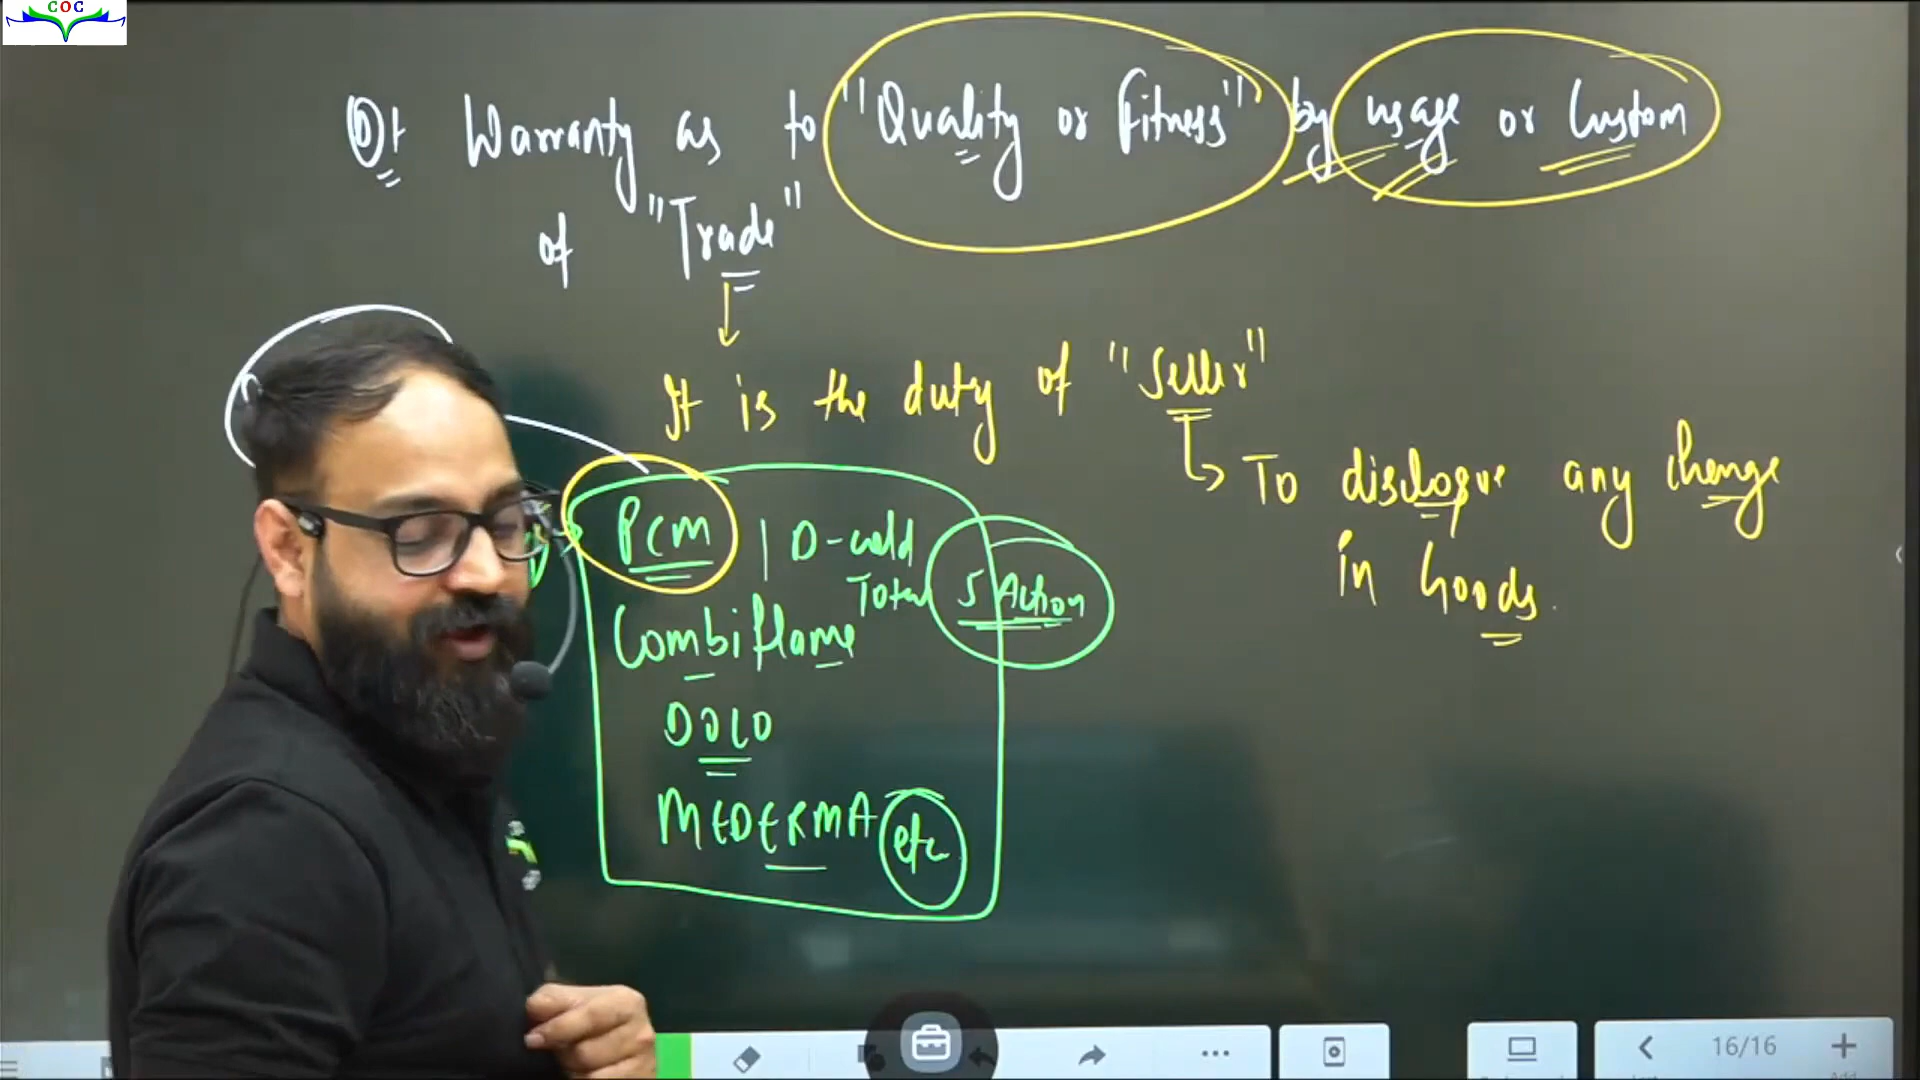 COC
Warranty as to "Quality or fitness" by usage or Custom
of "Trade"
It is the duty of "Seller"
To disclose any change
in Goods.
PCM | D-cold
Total 5 Action
Combiflame
DOLO
MEDERMA etc
16/16